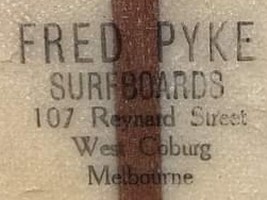 FRED PYKE
SURFBOARDS
107 Reynard Street
West Coburg
Melbourne